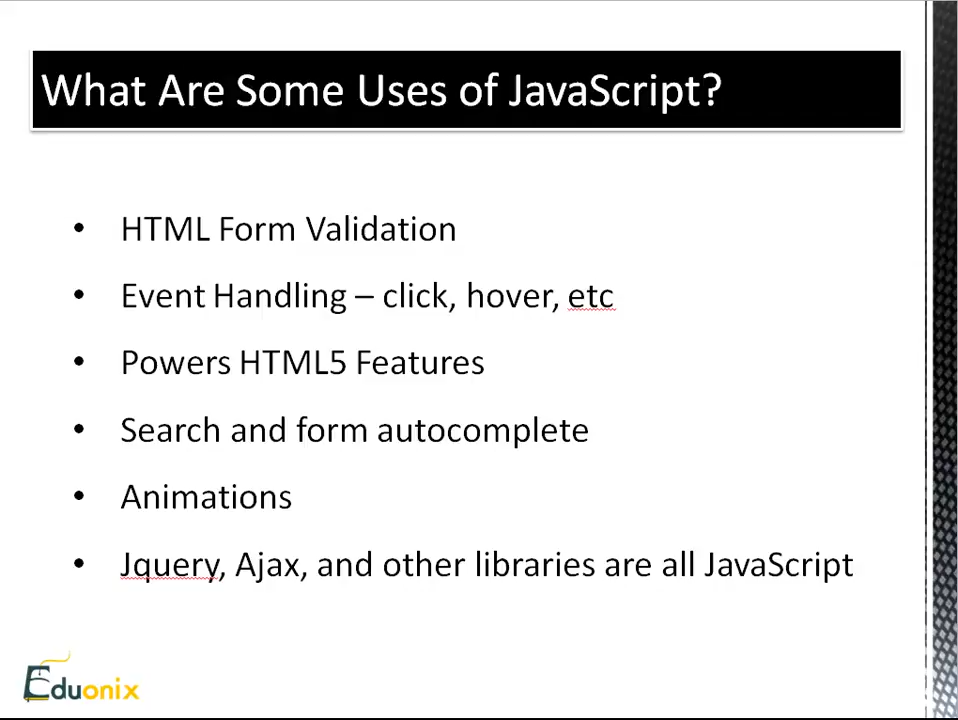 What Are Some Uses of JavaScript?
• HTML Form Validation
• Event Handling – click, hover, etc
• Powers HTML5 Features
• Search and form autocomplete
• Animations
• Jquery, Ajax, and other libraries are all JavaScript
Eduonix